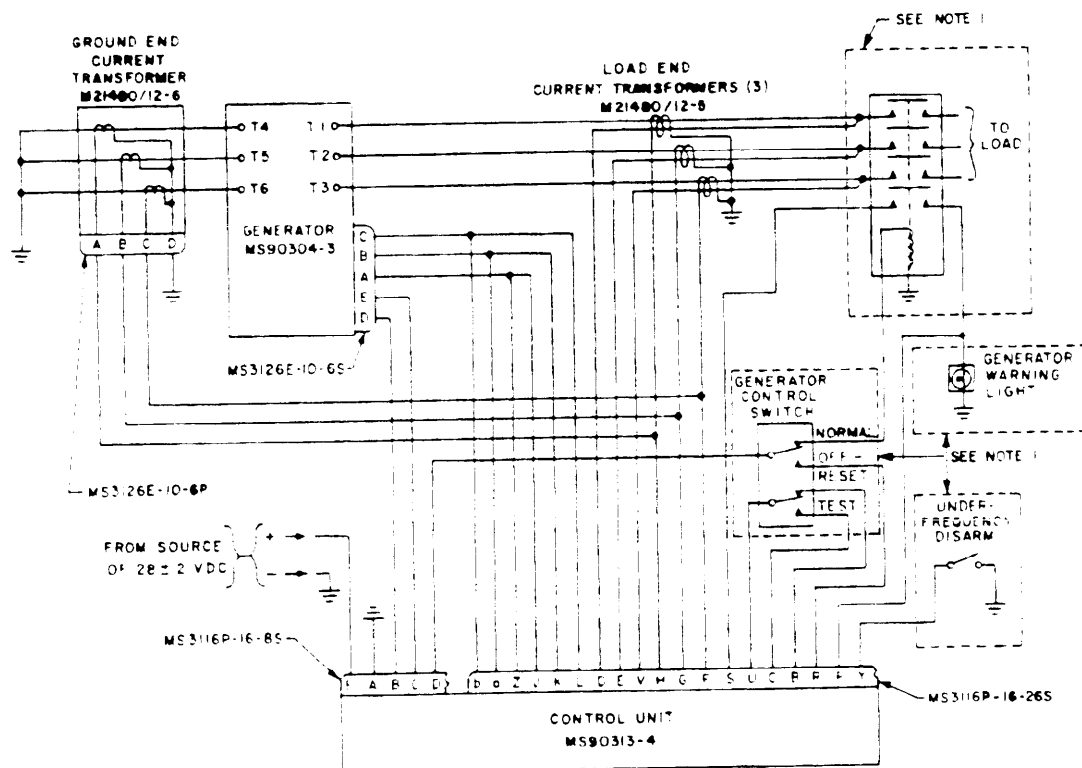 SEE NOTE 1
GROUND END
CURRENT
TRANSFORMER
M21480/12-6
LOAD END
CURRENT TRANSFORMERS (3)
M21480/12-5
TO
LOAD
T4 T1
T5 T2
T6 T3
GENERATOR
MS90304-3
A B C D
C
B
A
E
D
MS3126E-10-6S
MS3126E-10-6P
GENERATOR
CONTROL
SWITCH
NORMAL
OFF
RESET
TEST
GENERATOR
WARNING
LIGHT
SEE NOTE 1
UNDER-
FREQUENCY
DISARM
FROM SOURCE
OF 28 ± 2 VDC
+
-
MS3116P-16-8S
F A B C D
b a Z J K L D E V H G F S U C B R P Y
MS3116P-16-26S
CONTROL UNIT
MS90313-4